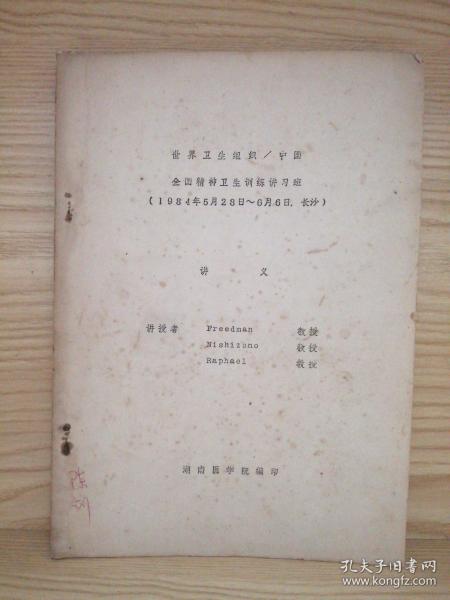 世界卫生组织／中国
全国精神卫生训练讲习班
(1984年5月28日～6月6日，长沙)
讲 义
讲授者 Freedman 教授
Nishizono 教授
Raphael 教授
湖南医学院编印
孔夫子旧书网
www.kongfz.com